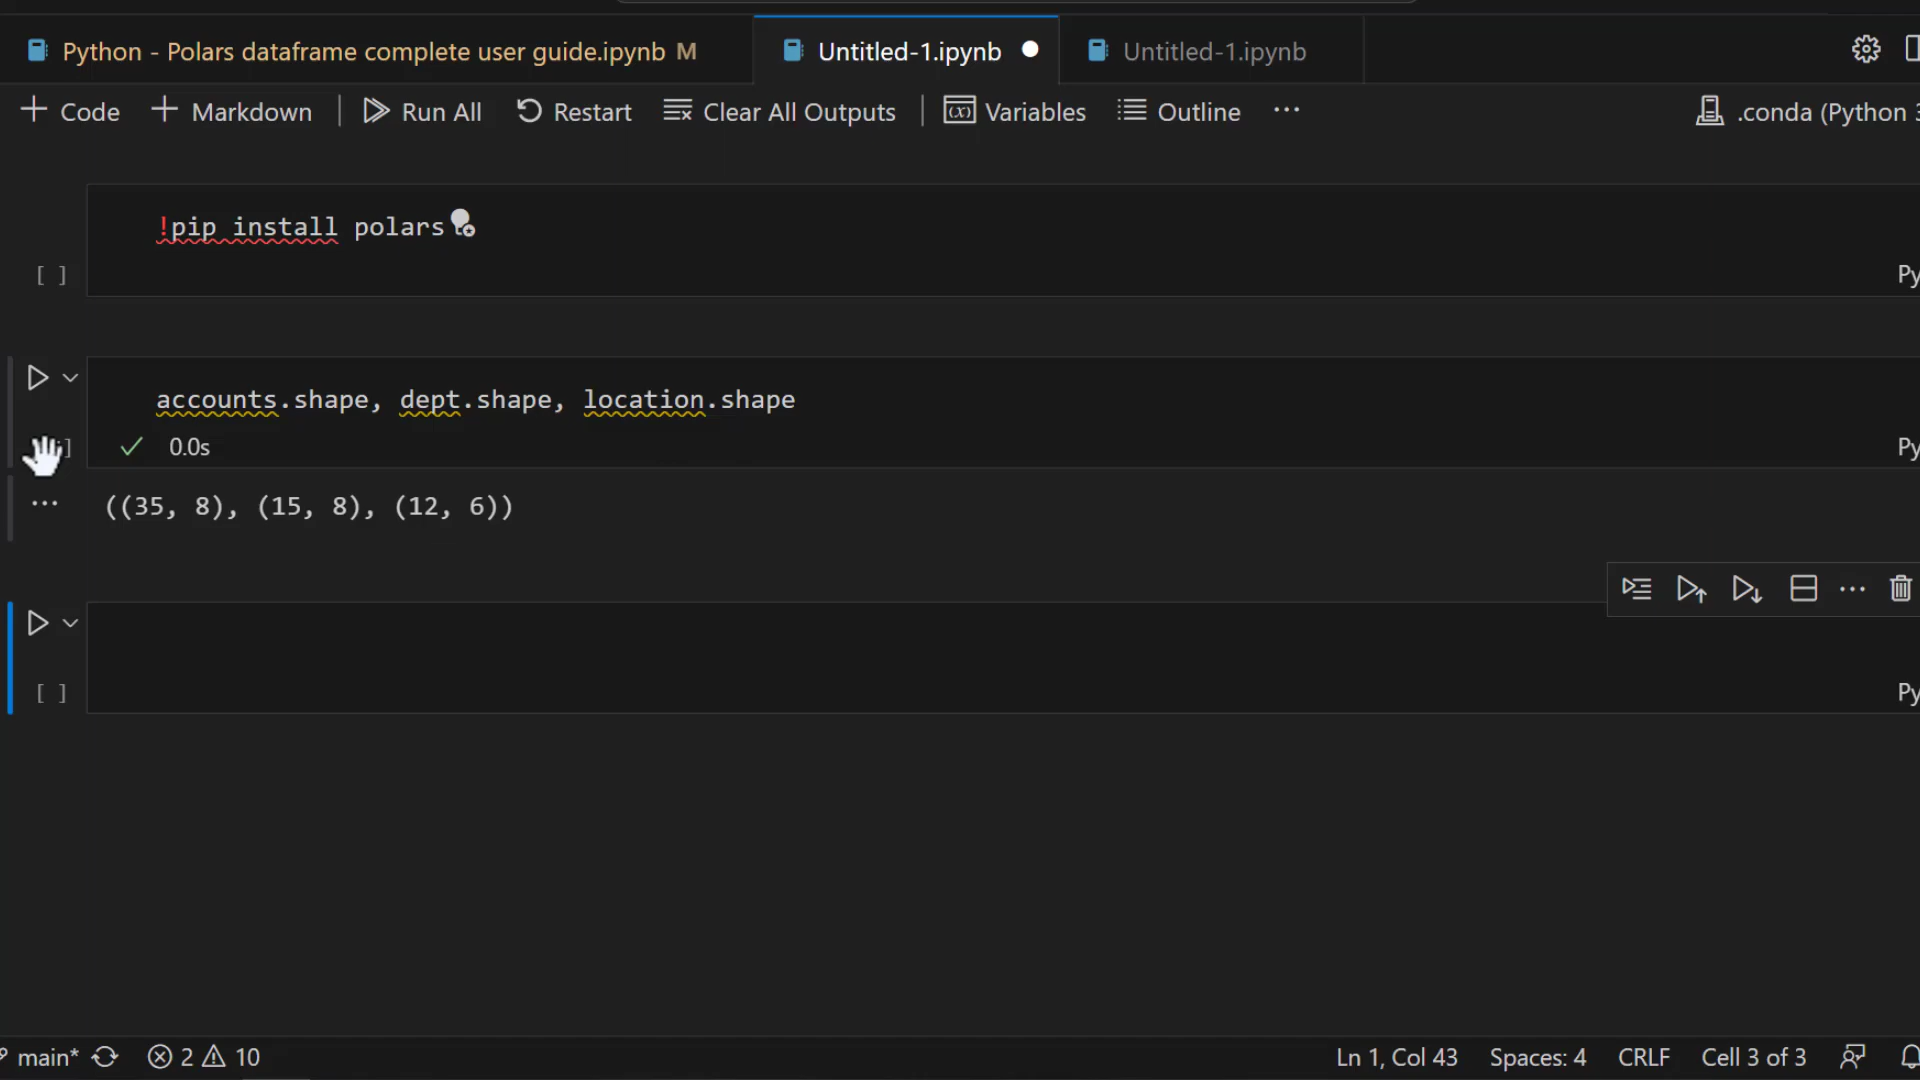 Python - Polars dataframe complete user guide.ipynb M
Untitled-1.ipynb
Untitled-1.ipynb
Code
Markdown
Run All
Restart
Clear All Outputs
Variables
Outline
.conda (Python 3
!pip install polars
[ ]
Py
accounts.shape, dept.shape, location.shape
0.0s
Py
((35, 8), (15, 8), (12, 6))
[ ]
Py
main*
2
10
Ln 1, Col 43
Spaces: 4
CRLF
Cell 3 of 3